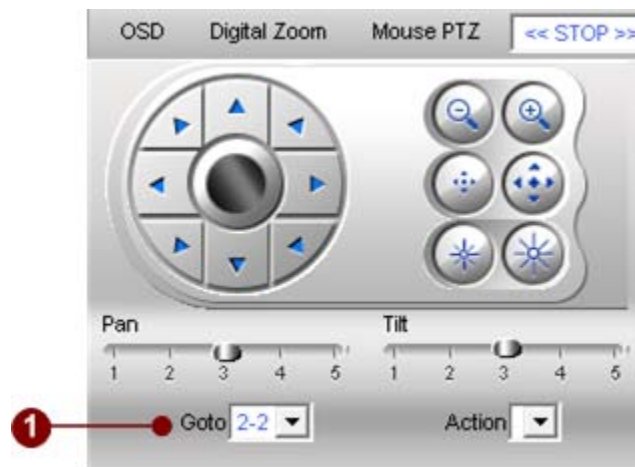 OSD Digital Zoom Mouse PTZ << STOP >>
Pan Tilt
1 2 3 4 5 1 2 3 4 5
1 Goto 2-2 Action